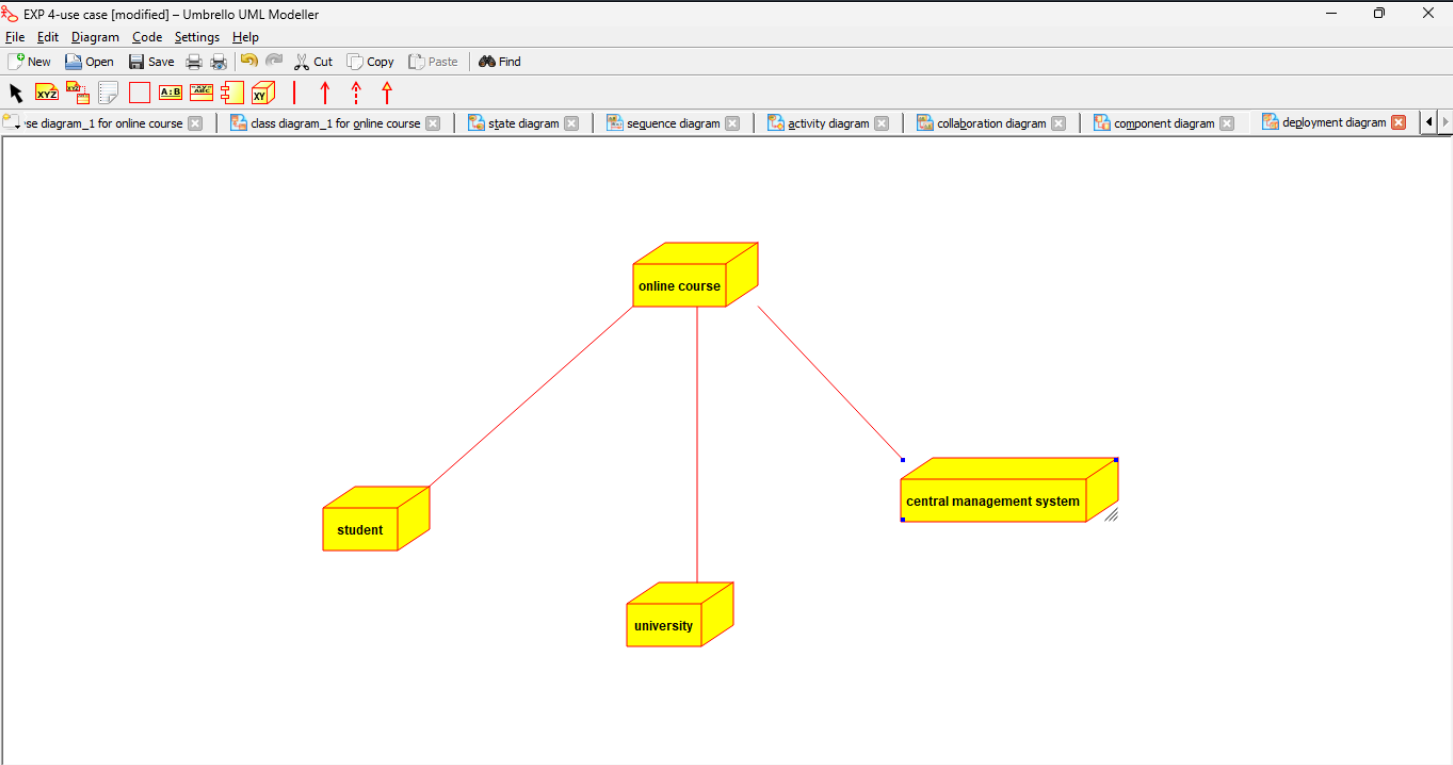 EXP 4-use case [modified] – Umbrello UML Modeller
File Edit Diagram Code Settings Help
New Open Save Cut Copy Paste Find
XYZ XYZ A:B ABC XY
se diagram_1 for online course class diagram_1 for online course state diagram sequence diagram activity diagram collaboration diagram component diagram deployment diagram
online course
central management system
student
university